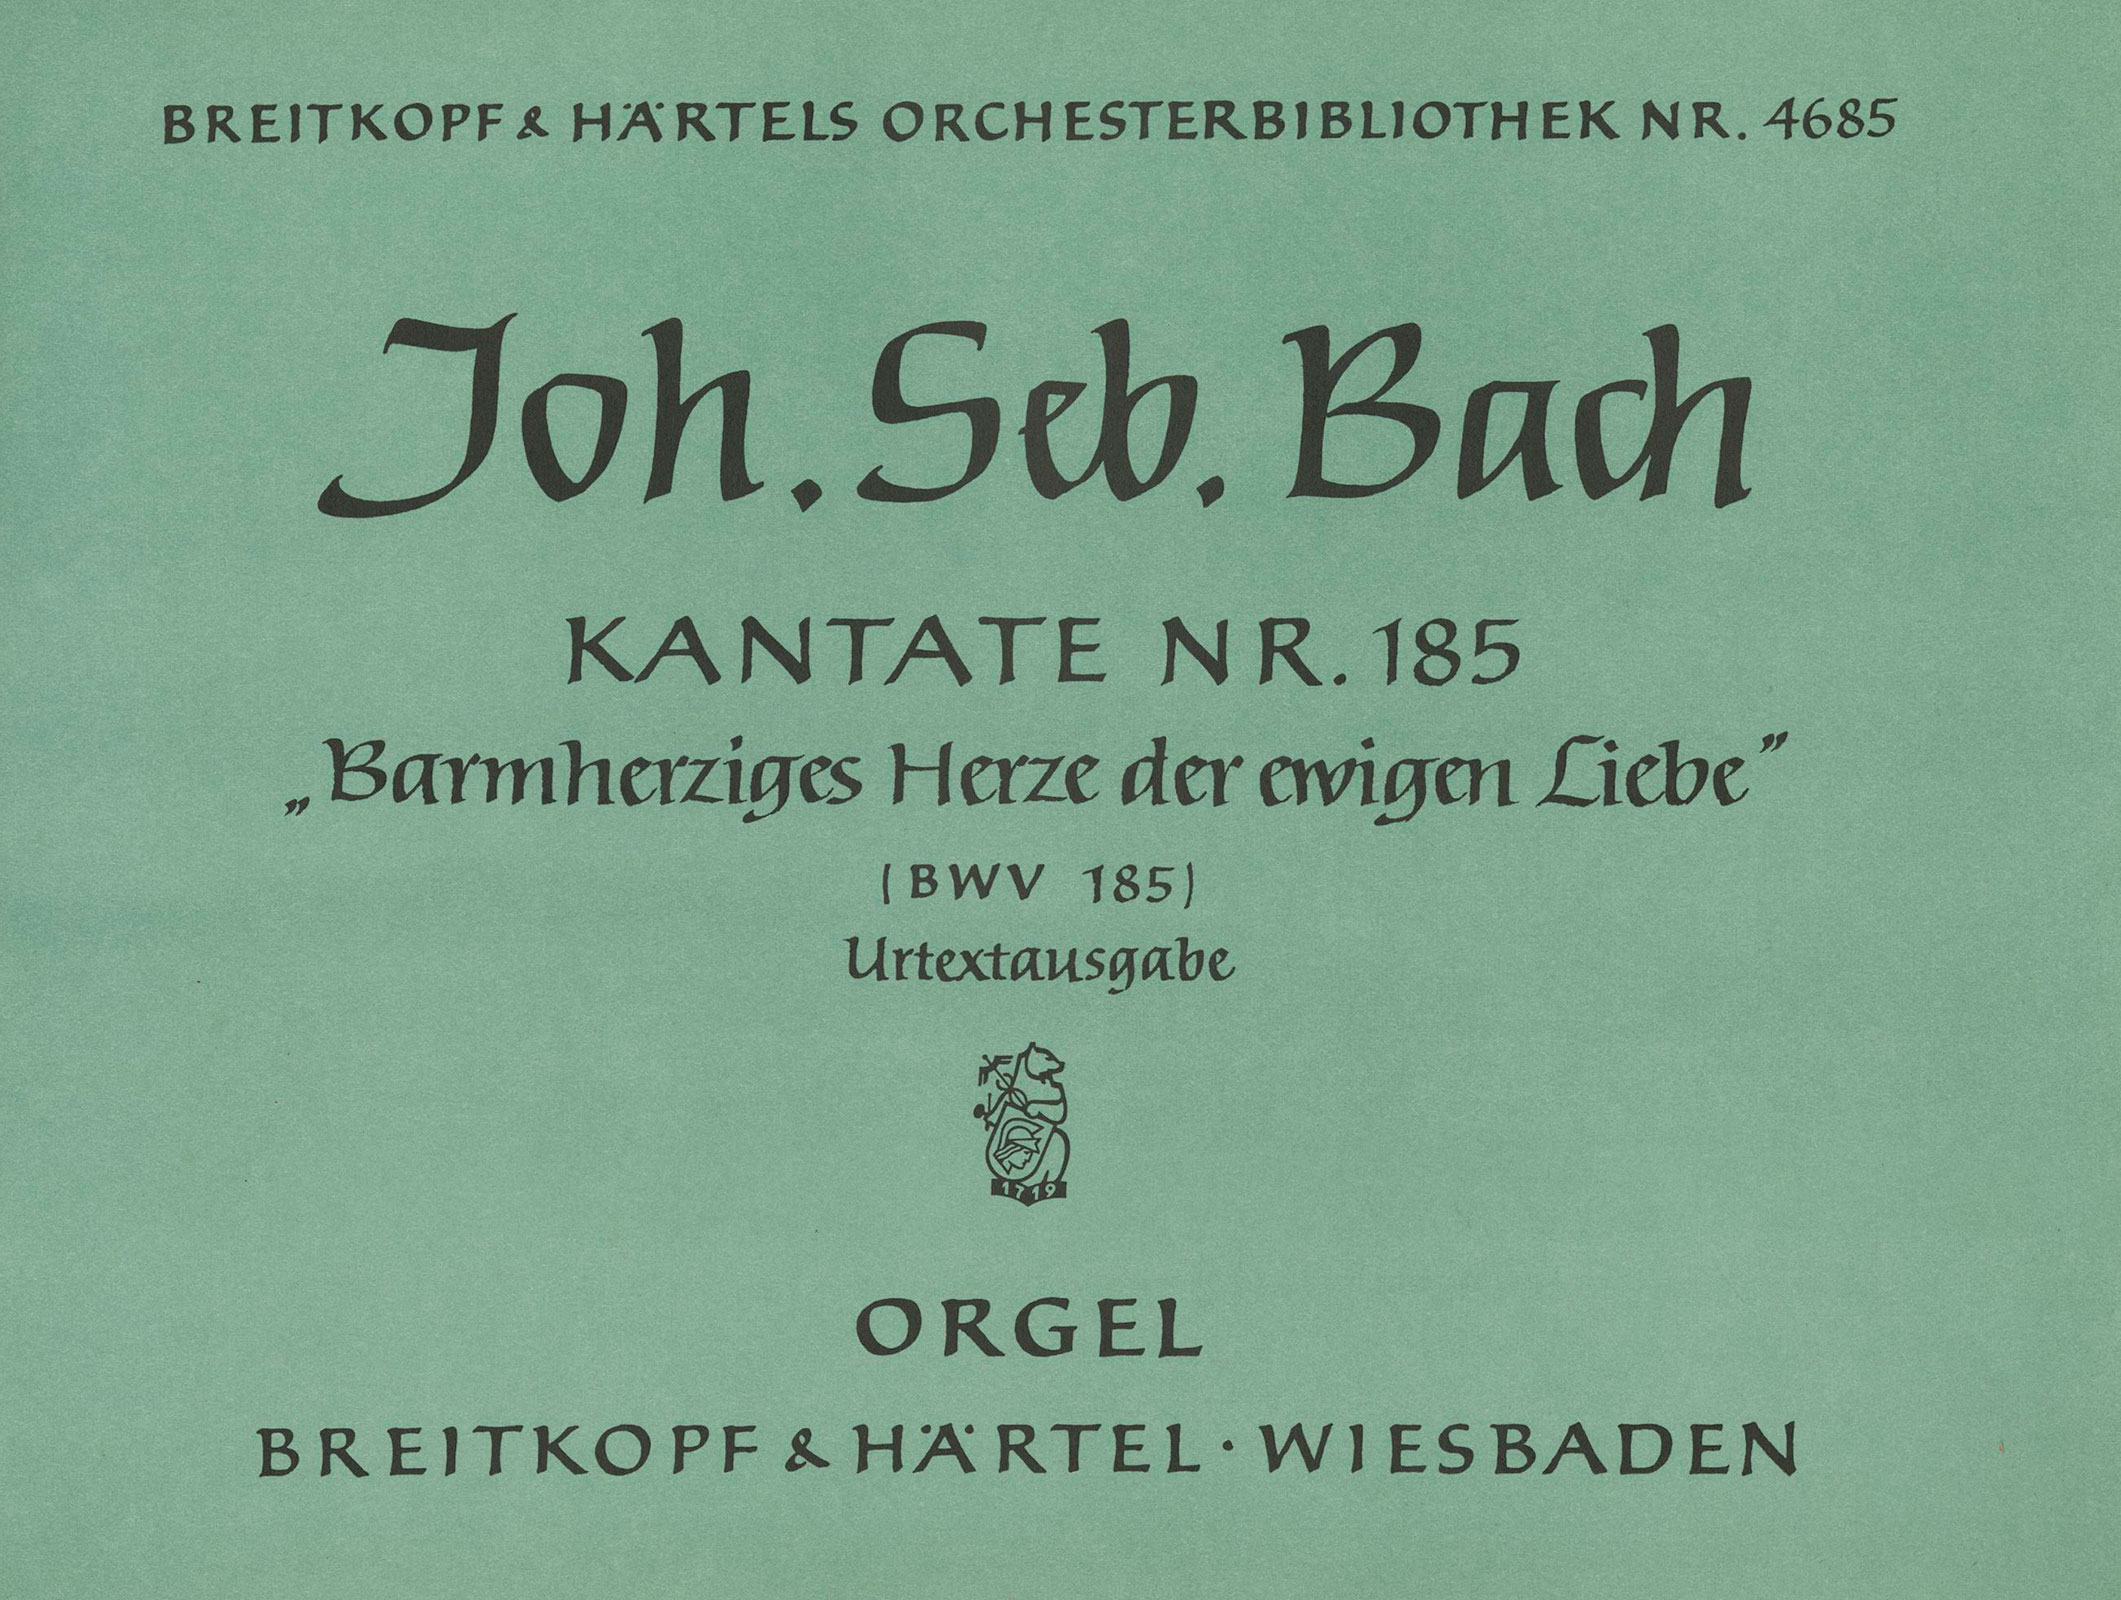 BREITKOPF & HÄRTELS ORCHESTERBIBLIOTHEK NR. 4685
Joh. Seb. Bach
KANTATE NR. 185
„Barmherziges Herze der ewigen Liebe”
(BWV 185)
Urtextausgabe
1719
ORGEL
BREITKOPF & HÄRTEL · WIESBADEN